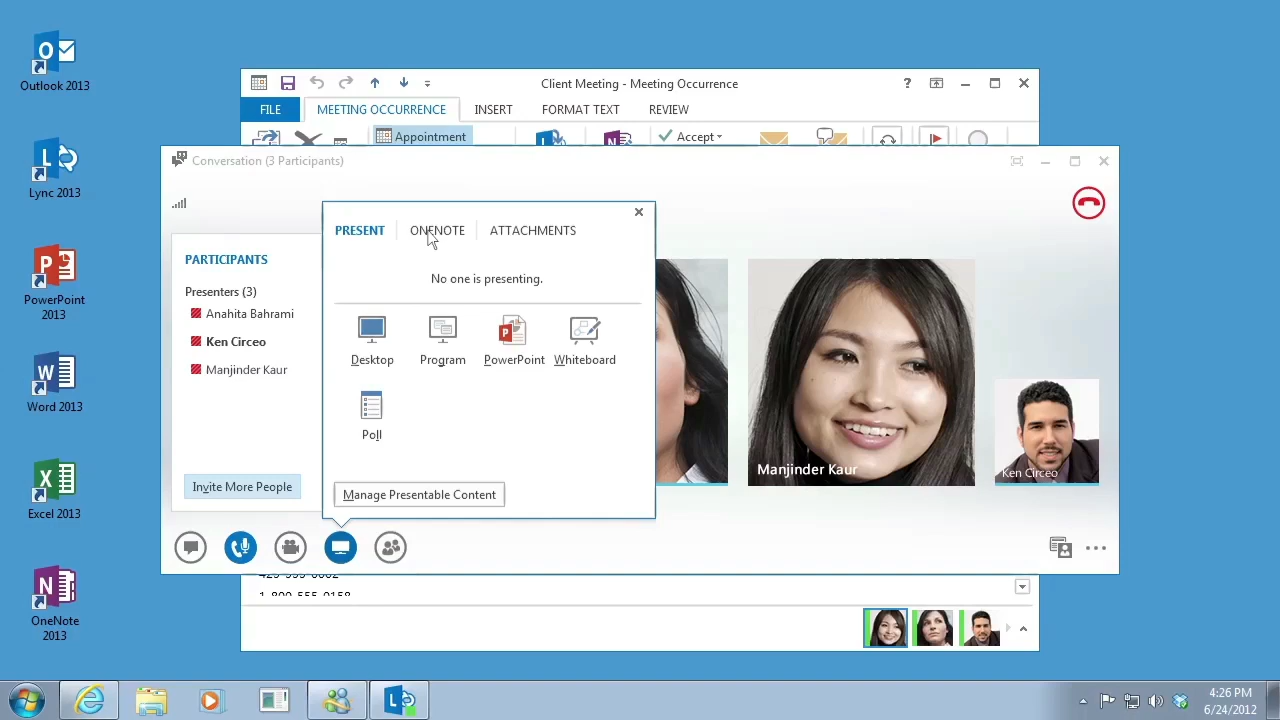 Outlook 2013
Lync 2013
PowerPoint
2013
Word 2013
Excel 2013
OneNote
2013
Client Meeting - Meeting Occurrence
?
FILE
MEETING OCCURRENCE
INSERT
FORMAT TEXT
REVIEW
Appointment
Accept
Conversation (3 Participants)
PARTICIPANTS
Presenters (3)
Anahita Bahrami
Ken Circeo
Manjinder Kaur
Invite More People
PRESENT
ONENOTE
ATTACHMENTS
No one is presenting.
Desktop
Program
PowerPoint
Whiteboard
Poll
Manage Presentable Content
Manjinder Kaur
Ken Circeo
4:26 PM
6/24/2012